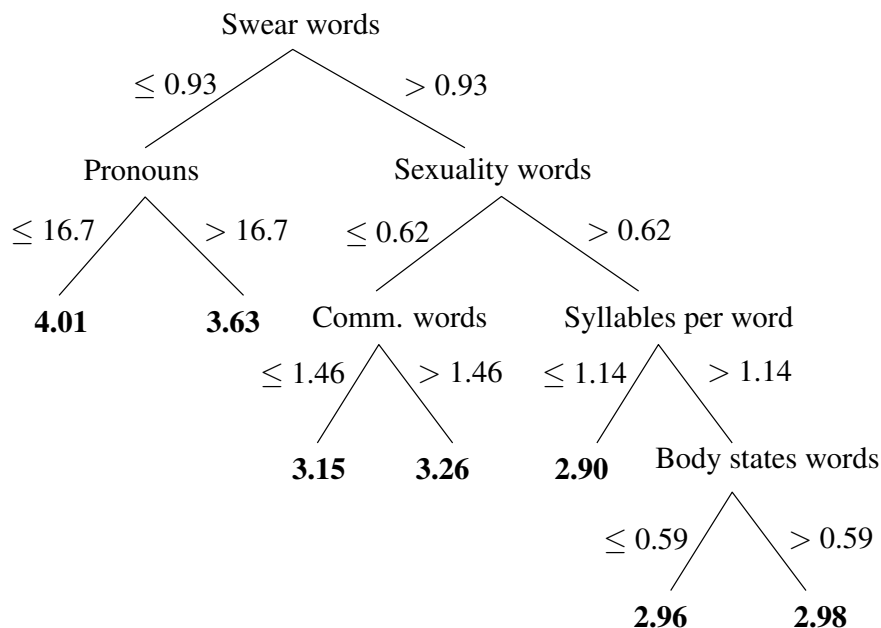 Swear words
≤ 0.93 > 0.93
Pronouns Sexuality words
≤ 16.7 > 16.7 ≤ 0.62 > 0.62
4.01 3.63 Comm. words Syllables per word
≤ 1.46 > 1.46 ≤ 1.14 > 1.14
3.15 3.26 2.90 Body states words
≤ 0.59 > 0.59
2.96 2.98